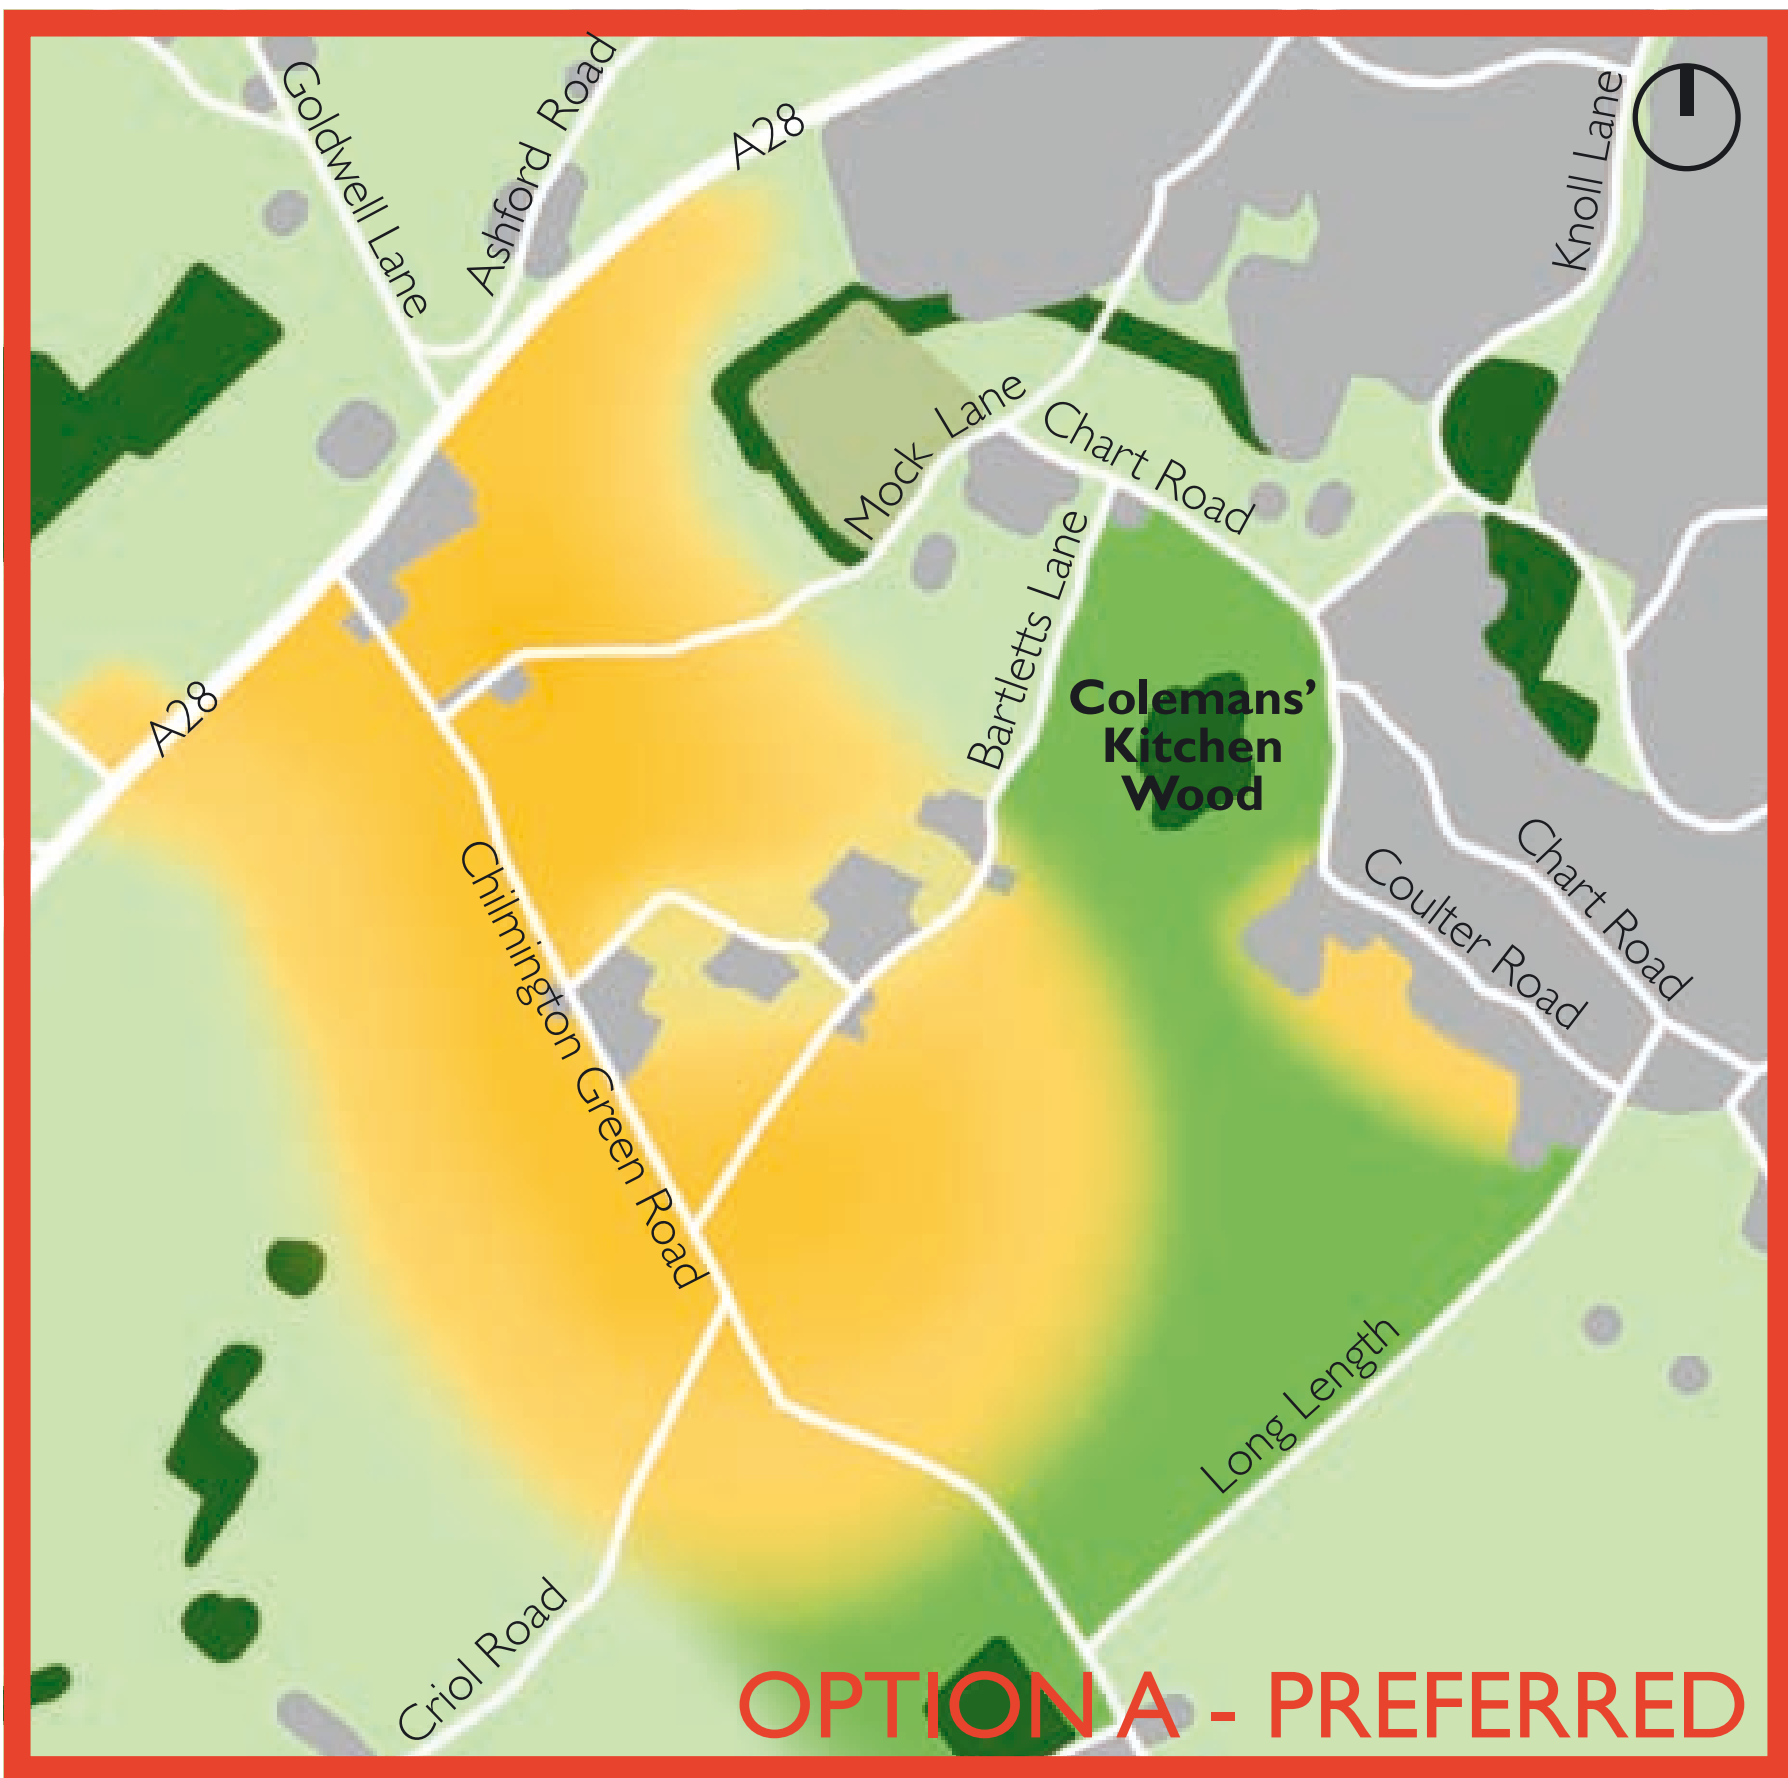 Goldwell Lane
Ashford Road
A28
Knoll Lane
Mock Lane
Chart Road
Bartletts Lane
A28
Colemans’
Kitchen
Wood
Chilmington Green Road
Coulter Road
Chart Road
Long Length
Criol Road
OPTION A - PREFERRED